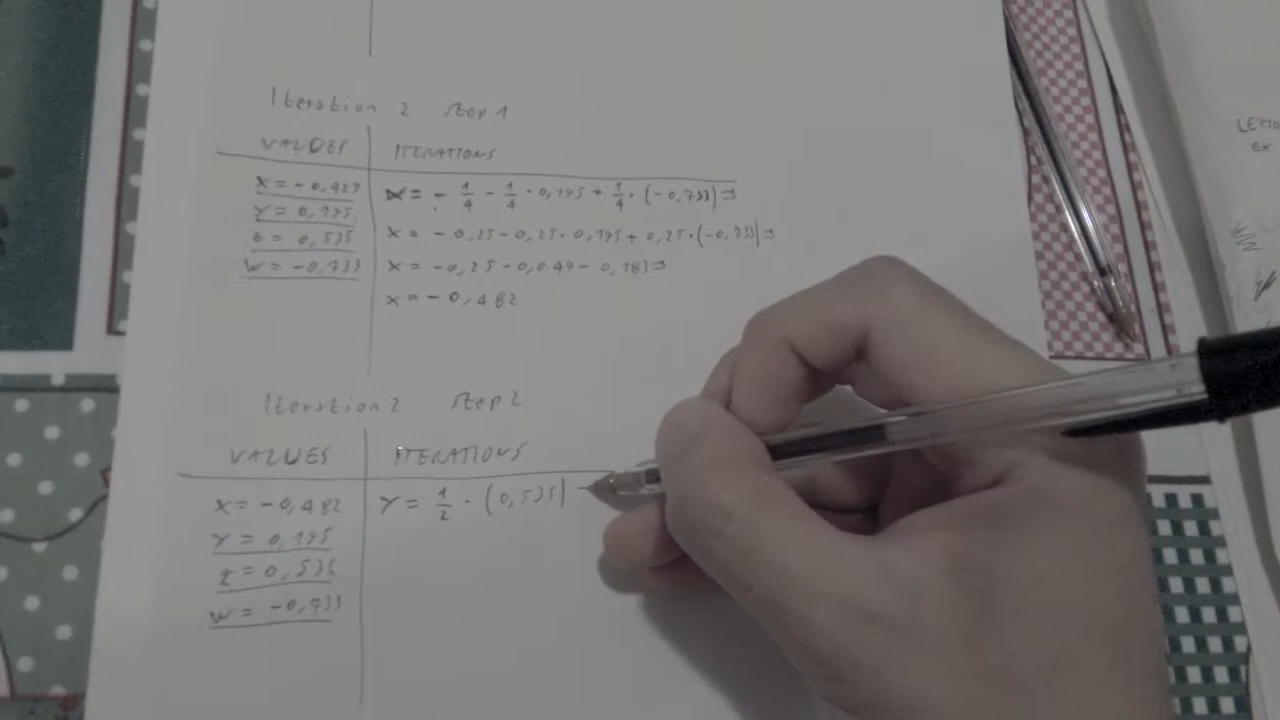 Iteration 2 Step 1
VALUES ITERATIONS
x = -0,427 x = - 1/4 - 1/4 · 0,195 + 1/4 · (-0,733) ⇒
y = 0,195 x = -0,25 - 0,25 · 0,195 + 0,25 · (-0,733) ⇒
z = 0,535 x = -0,25 - 0,049 - 0,183 ⇒
w = -0,733 x = -0,482
Iteration 2 Step 2
VALUES ITERATIONS
x = -0,482 y = 1/2 · (0,535) -
y = 0,195
z = 0,535
w = -0,733
LEZIO
EX